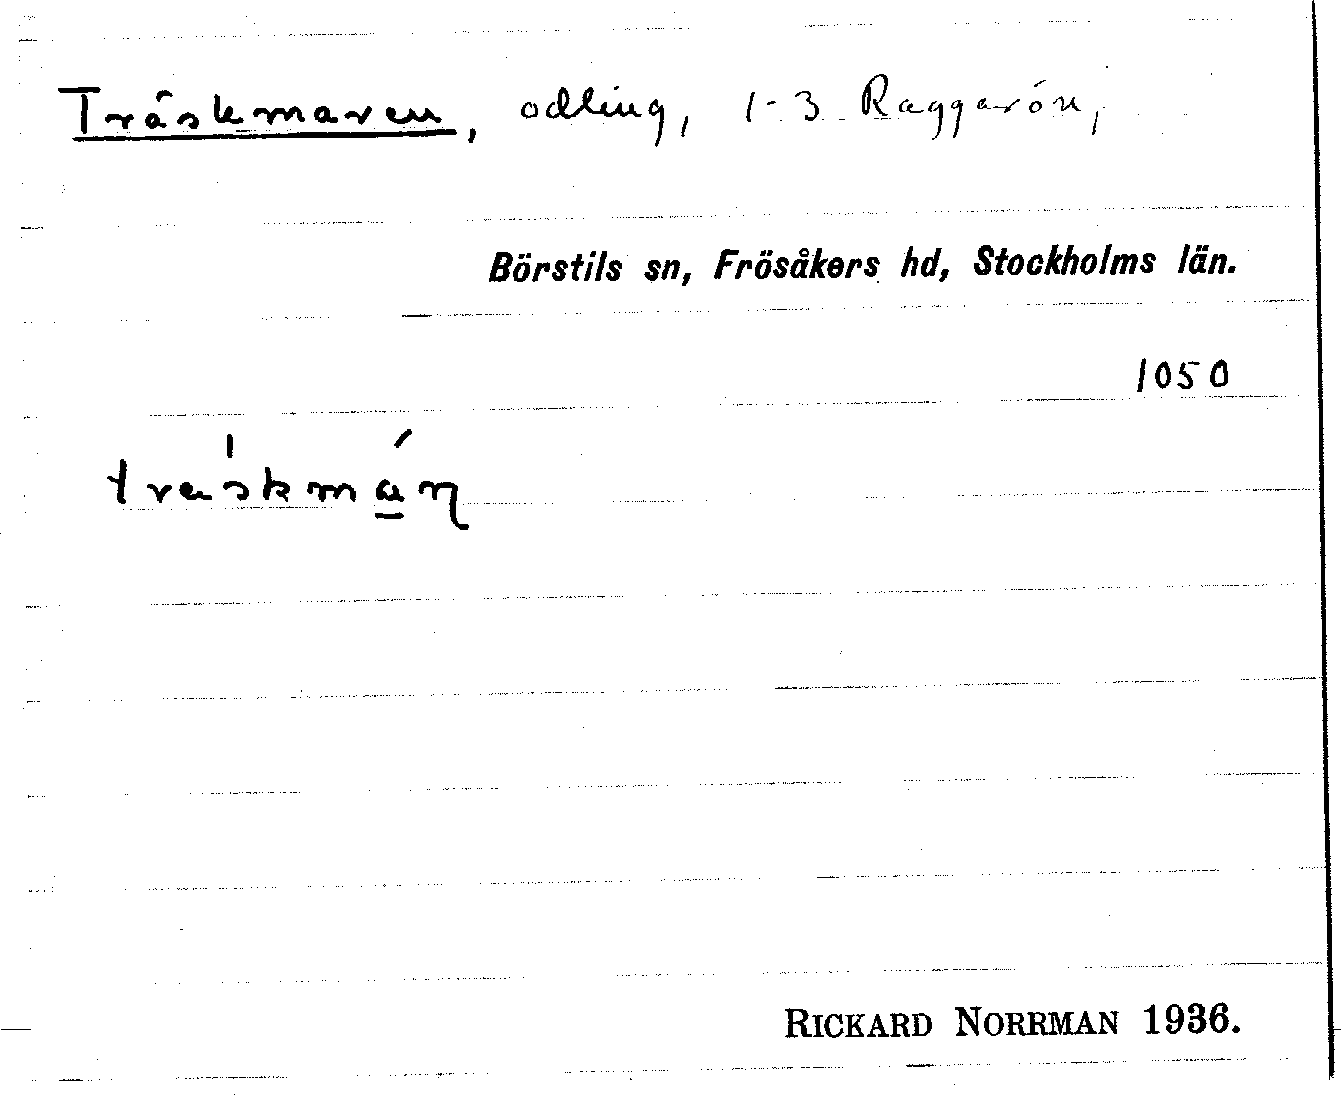 Träskmaren, odling, 1-3 Raggarön,
Börstils sn, Frösåkers hd, Stockholms län.
1050
RICKARD NORRMAN 1936.